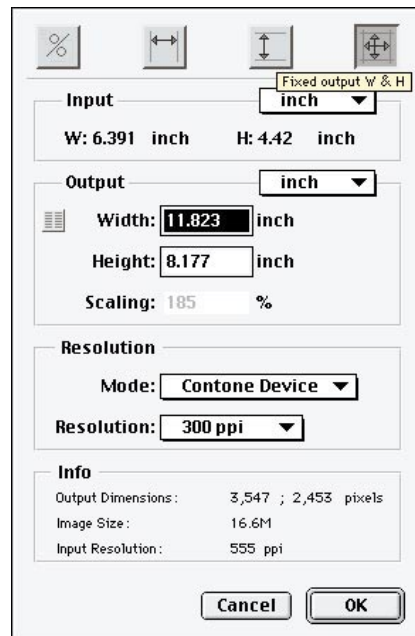 %
Fixed output W & H
Input inch
W: 6.391 inch H: 4.42 inch
Output inch
Width: 11.823 inch
Height: 8.177 inch
Scaling: 185 %
Resolution
Mode: Contone Device
Resolution: 300 ppi
Info
Output Dimensions: 3,547 ; 2,453 pixels
Image Size: 16.6M
Input Resolution: 555 ppi
Cancel OK